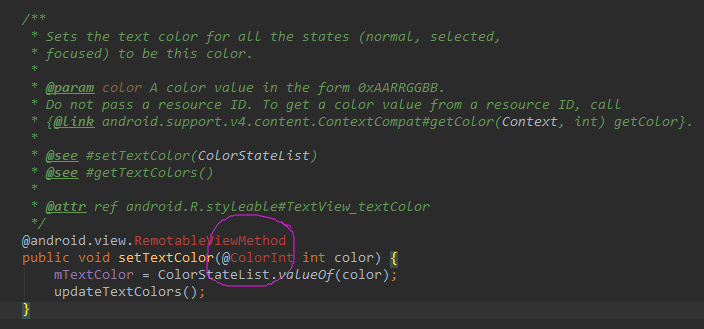 /**
* Sets the text color for all the states (normal, selected,
* focused) to be this color.
*
* @param color A color value in the form 0xAARRGGBB.
* Do not pass a resource ID. To get a color value from a resource ID, call
* {@link android.support.v4.content.ContextCompat#getColor(Context, int) getColor}.
*
* @see #setTextColor(ColorStateList)
* @see #getTextColors()
*
* @attr ref android.R.styleable#TextView_textColor
*/
@android.view.RemotableViewMethod
public void setTextColor(@ColorInt int color) {
mTextColor = ColorStateList.valueOf(color);
updateTextColors();
}